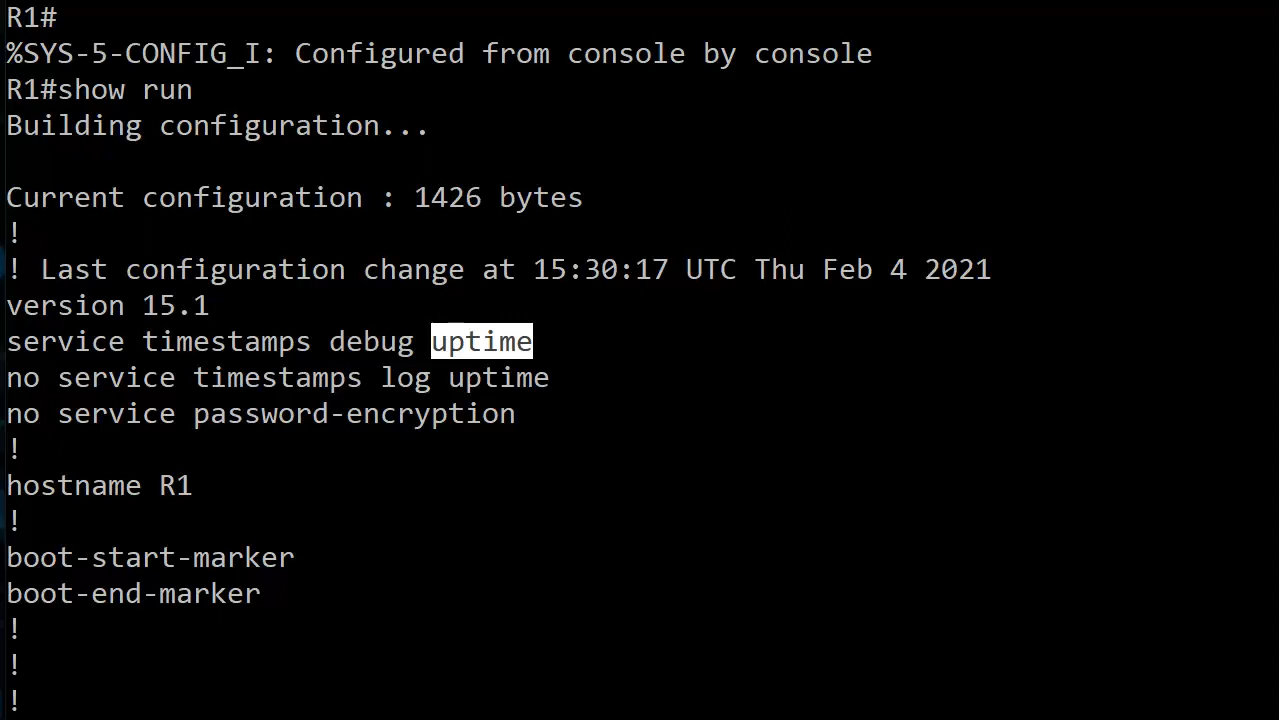 R1#
%SYS-5-CONFIG_I: Configured from console by console
R1#show run
Building configuration...
Current configuration : 1426 bytes
!
! Last configuration change at 15:30:17 UTC Thu Feb 4 2021
version 15.1
service timestamps debug uptime
no service timestamps log uptime
no service password-encryption
!
hostname R1
!
boot-start-marker
boot-end-marker
!
!
!